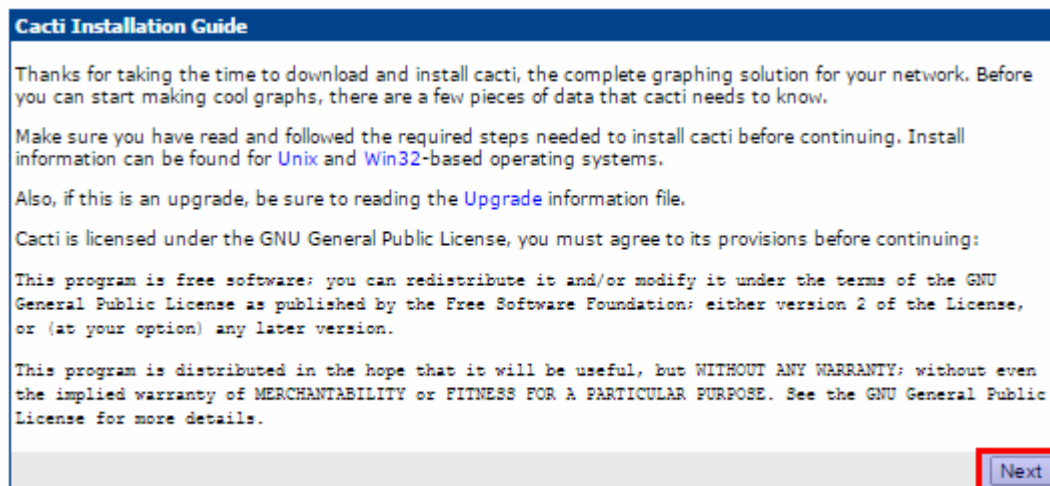 Cacti Installation Guide
Thanks for taking the time to download and install cacti, the complete graphing solution for your network. Before
you can start making cool graphs, there are a few pieces of data that cacti needs to know.
Make sure you have read and followed the required steps needed to install cacti before continuing. Install
information can be found for Unix and Win32-based operating systems.
Also, if this is an upgrade, be sure to reading the Upgrade information file.
Cacti is licensed under the GNU General Public License, you must agree to its provisions before continuing:
This program is free software; you can redistribute it and/or modify it under the terms of the GNU
General Public License as published by the Free Software Foundation; either version 2 of the License,
or (at your option) any later version.
This program is distributed in the hope that it will be useful, but WITHOUT ANY WARRANTY; without even
the implied warranty of MERCHANTABILITY or FITNESS FOR A PARTICULAR PURPOSE. See the GNU General Public
License for more details.
Next